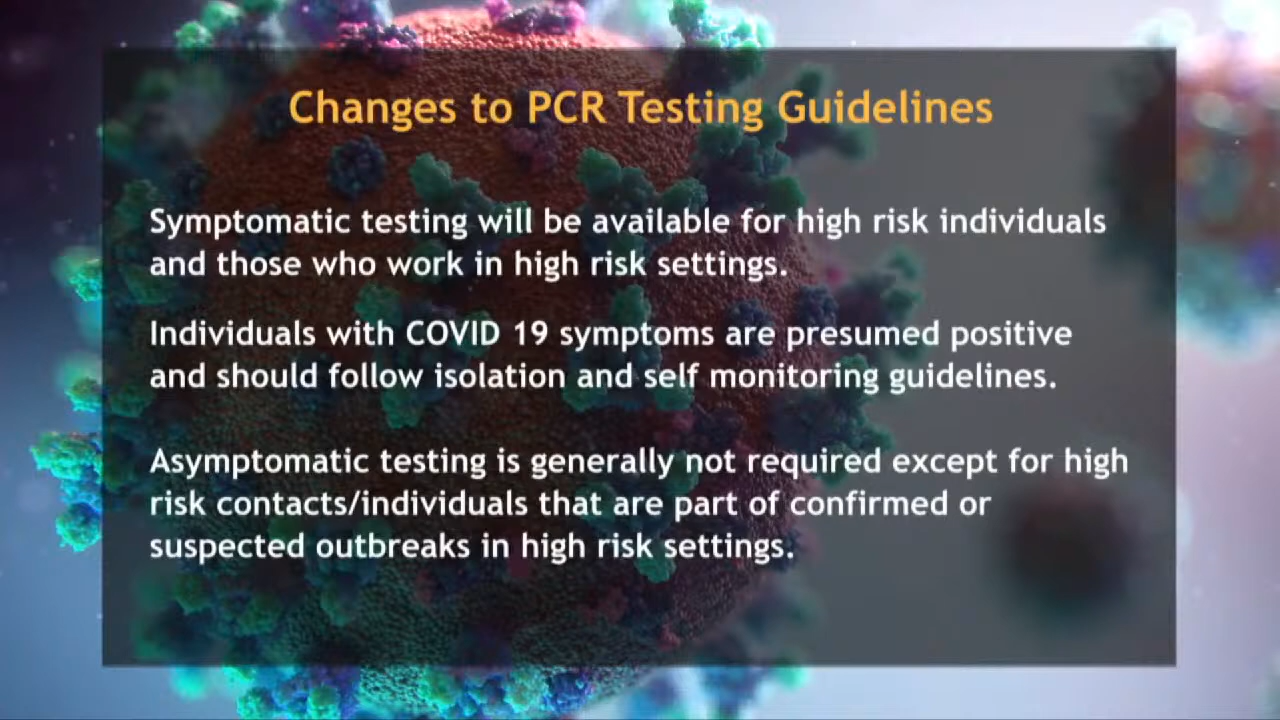 Changes to PCR Testing Guidelines
Symptomatic testing will be available for high risk individuals
and those who work in high risk settings.
Individuals with COVID 19 symptoms are presumed positive
and should follow isolation and self monitoring guidelines.
Asymptomatic testing is generally not required except for high
risk contacts/individuals that are part of confirmed or
suspected outbreaks in high risk settings.